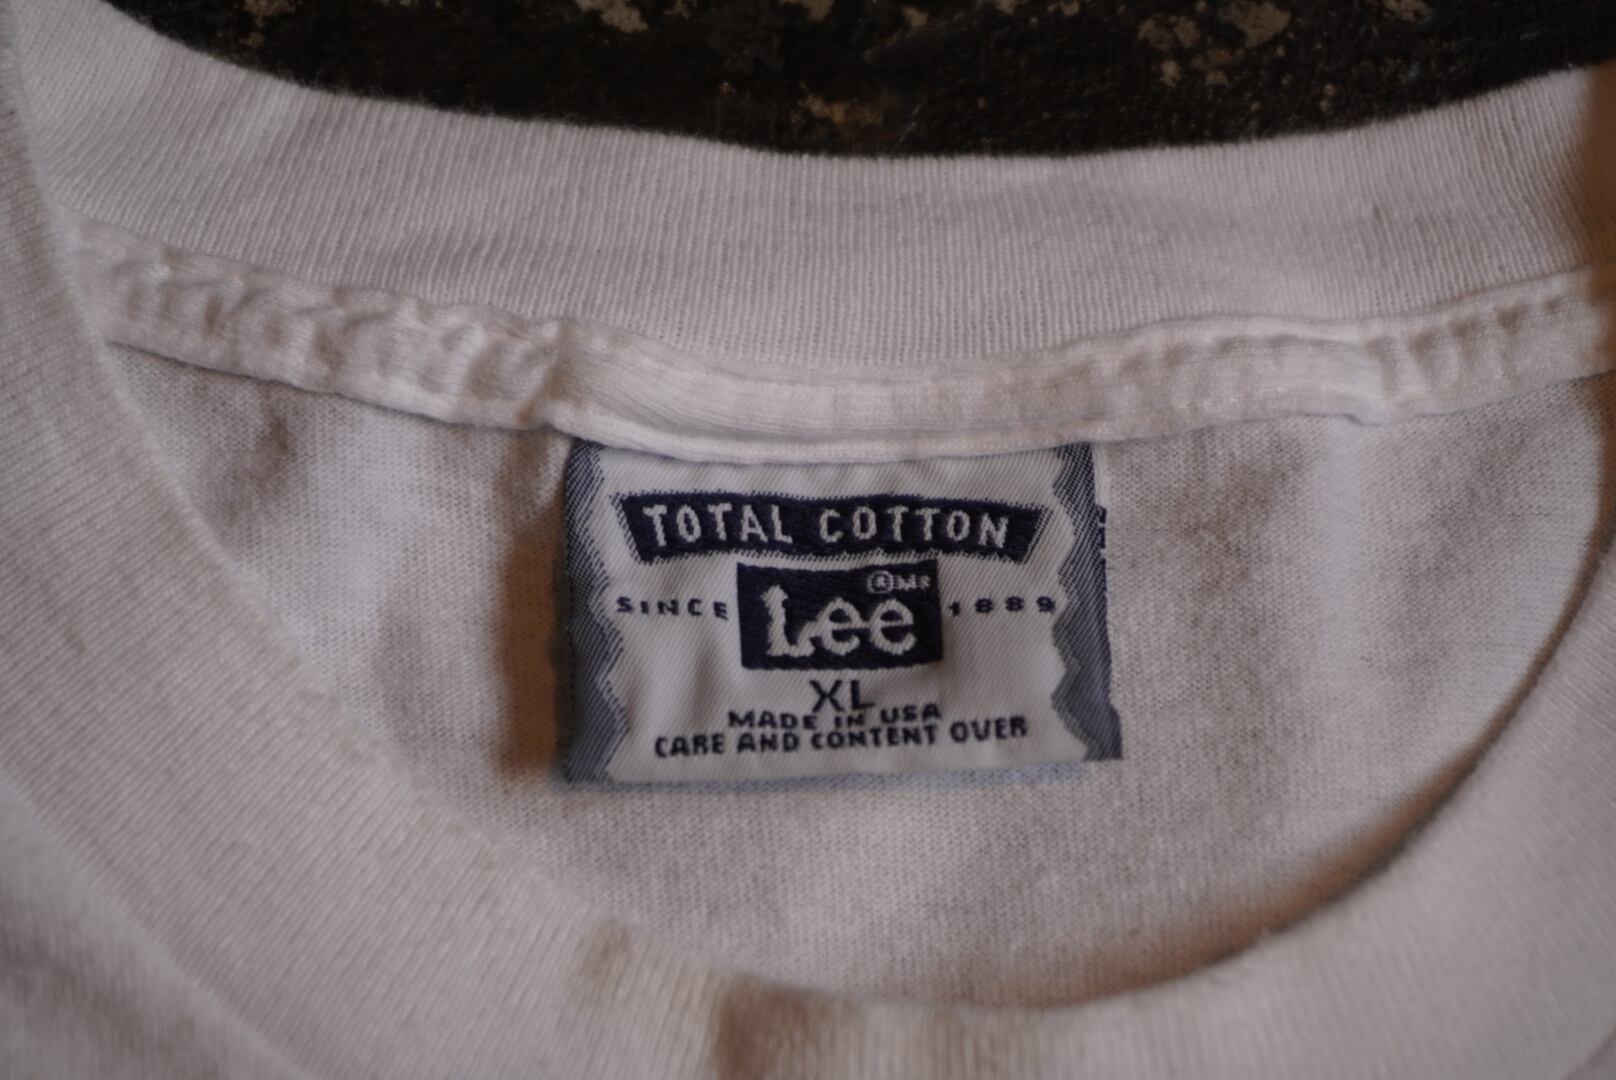 TOTAL COTTON
SINCE Lee ® MR 1889
XL
MADE IN USA
CARE AND CONTENT OVER